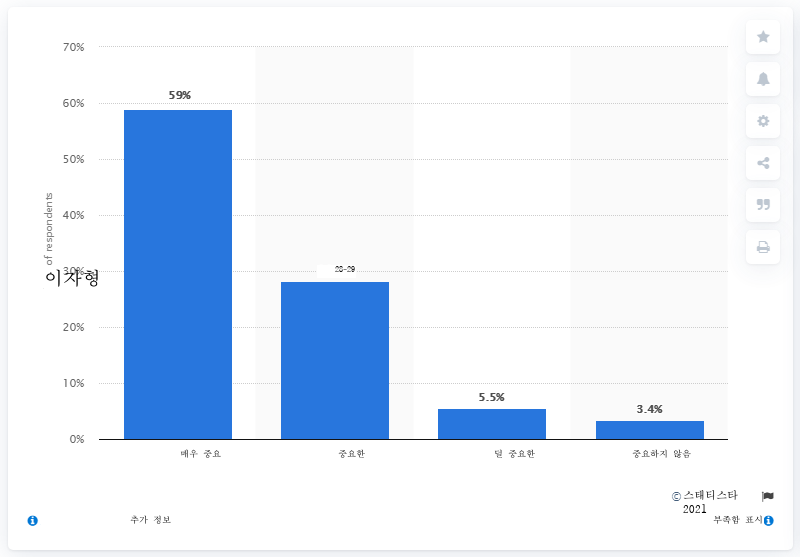 70%
59%
60%
50%
40%
of respondents
28-29
30%
이자형
20%
10%
5.5%
3.4%
0%
매우 중요
중요한
덜 중요한
중요하지 않음
© 스태티스타 2021
추가 정보
부족함 표시